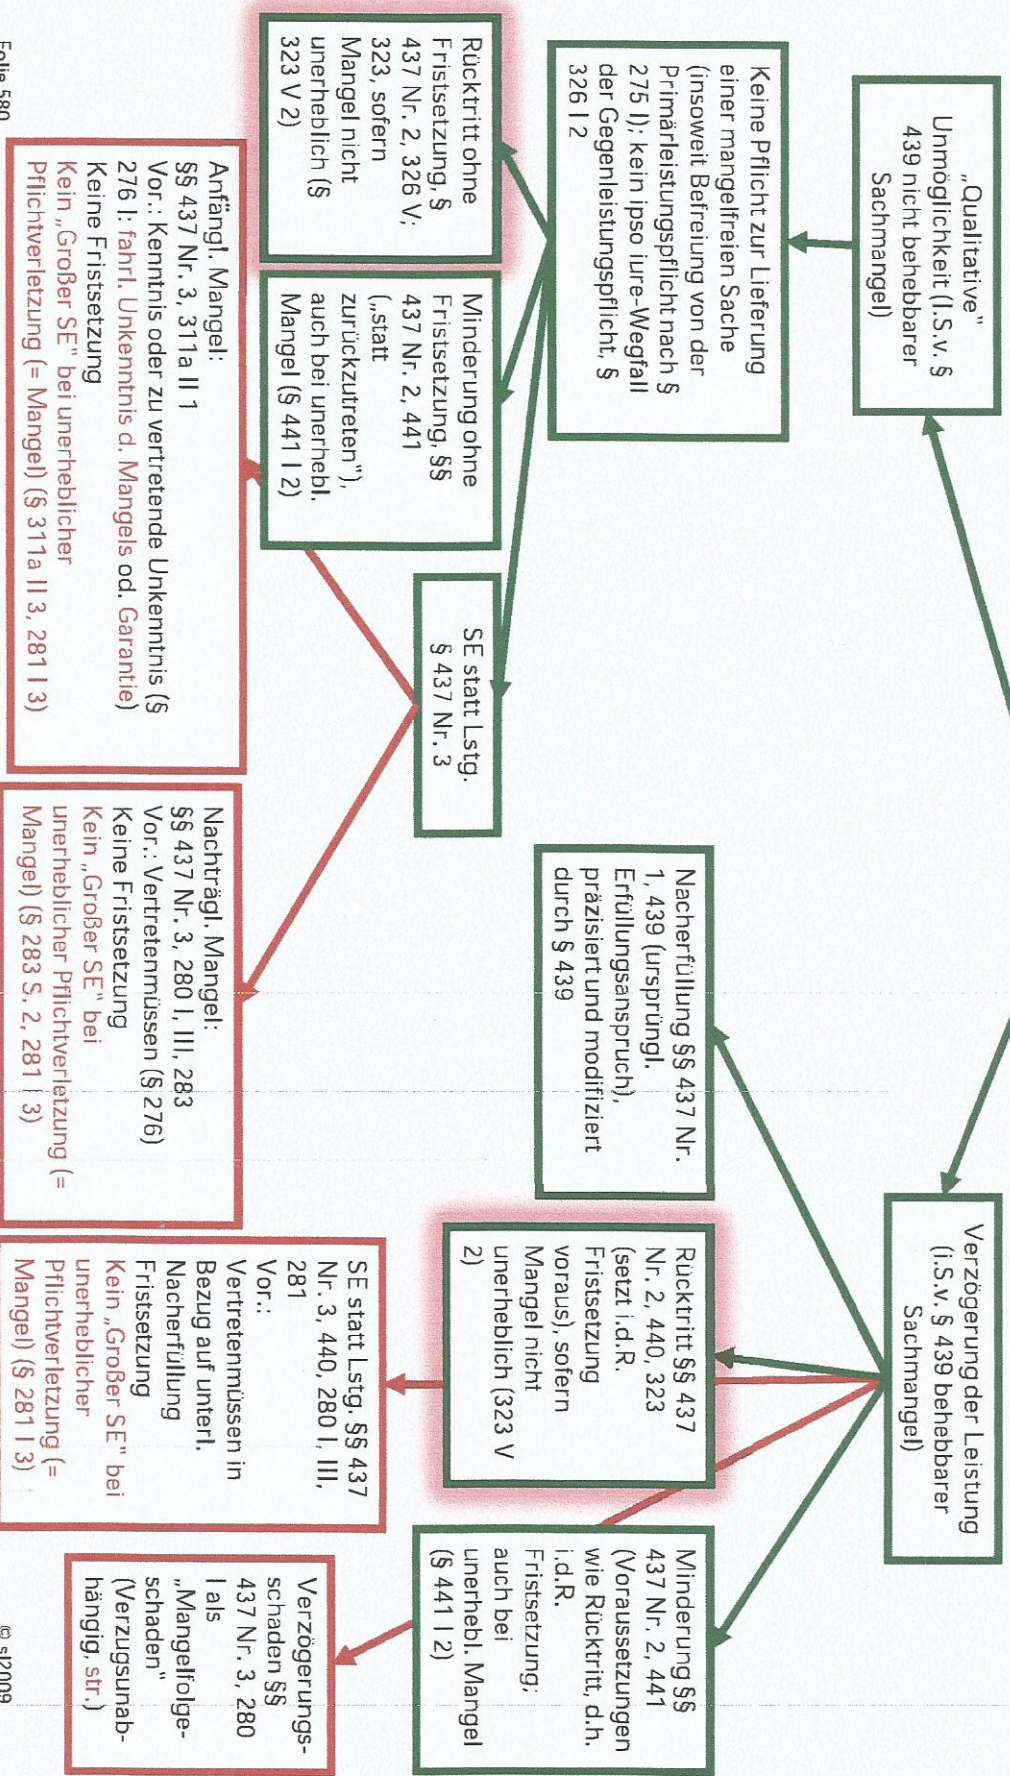 „Qualitative"
Unmöglichkeit (I.S.v. §
439 nicht behebbarer
Sachmangel)
Verzögerung der Leistung
(i.S.v. § 439 behebbarer
Sachmangel)
Keine Pflicht zur Lieferung
einer mangelfreien Sache
(insoweit Befreiung von der
Primärleistungspflicht nach §
275 I); kein ipso iure-Wegfall
der Gegenleistungspflicht, §
326 I 2
Nacherfüllung §§ 437 Nr.
1, 439 (ursprüngl.
Erfüllungsanspruch),
präzisiert und modifiziert
durch § 439
Rücktritt §§ 437
Nr. 2, 440, 323
(setzt i.d.R.
Fristsetzung
voraus), sofern
Mangel nicht
unerheblich (323 V
2)
Minderung §§
437 Nr. 2, 441
(Voraussetzungen
wie Rücktritt, d.h.
i.d.R.
Fristsetzung;
auch bei
unerhebl. Mangel
(§ 441 I 2)
Rücktritt ohne
Fristsetzung, §
437 Nr. 2, 326 V;
323, sofern
Mangel nicht
unerheblich (§
323 V 2)
Minderung ohne
Fristsetzung, §§
437 Nr. 2, 441
(„statt
zurückzutreten"),
auch bei unerhebl.
Mangel (§ 441 I 2)
SE statt Lstg.
§ 437 Nr. 3
Anfängl. Mangel:
§§ 437 Nr. 3, 311a II 1
Vor.: Kenntnis oder zu vertretende Unkenntnis (§
276 I: fahrl. Unkenntnis d. Mangels od. Garantie)
Keine Fristsetzung
Kein „Großer SE" bei unerheblicher
Pflichtverletzung (= Mangel) (§ 311a II 3, 281 I 3)
Nachträgl. Mangel:
§§ 437 Nr. 3, 280 I, III, 283
Vor.: Vertretenmüssen (§ 276)
Keine Fristsetzung
Kein „Großer SE" bei
unerheblicher Pflichtverletzung (=
Mangel) (§ 283 S. 2, 281 I 3)
SE statt Lstg. §§ 437
Nr. 3, 440, 280 I, III,
281
Vor.:
Vertretenmüssen in
Bezug auf unterl.
Nacherfüllung
Fristsetzung
Kein „Großer SE" bei
unerheblicher
Pflichtverletzung (=
Mangel) (§ 281 I 3)
Verzögerungs-
schaden §§
437 Nr. 3, 280
I als
„Mangelfolge-
schaden"
(Verzugsunab-
hängig, str.)
Folie 580
© sl2009